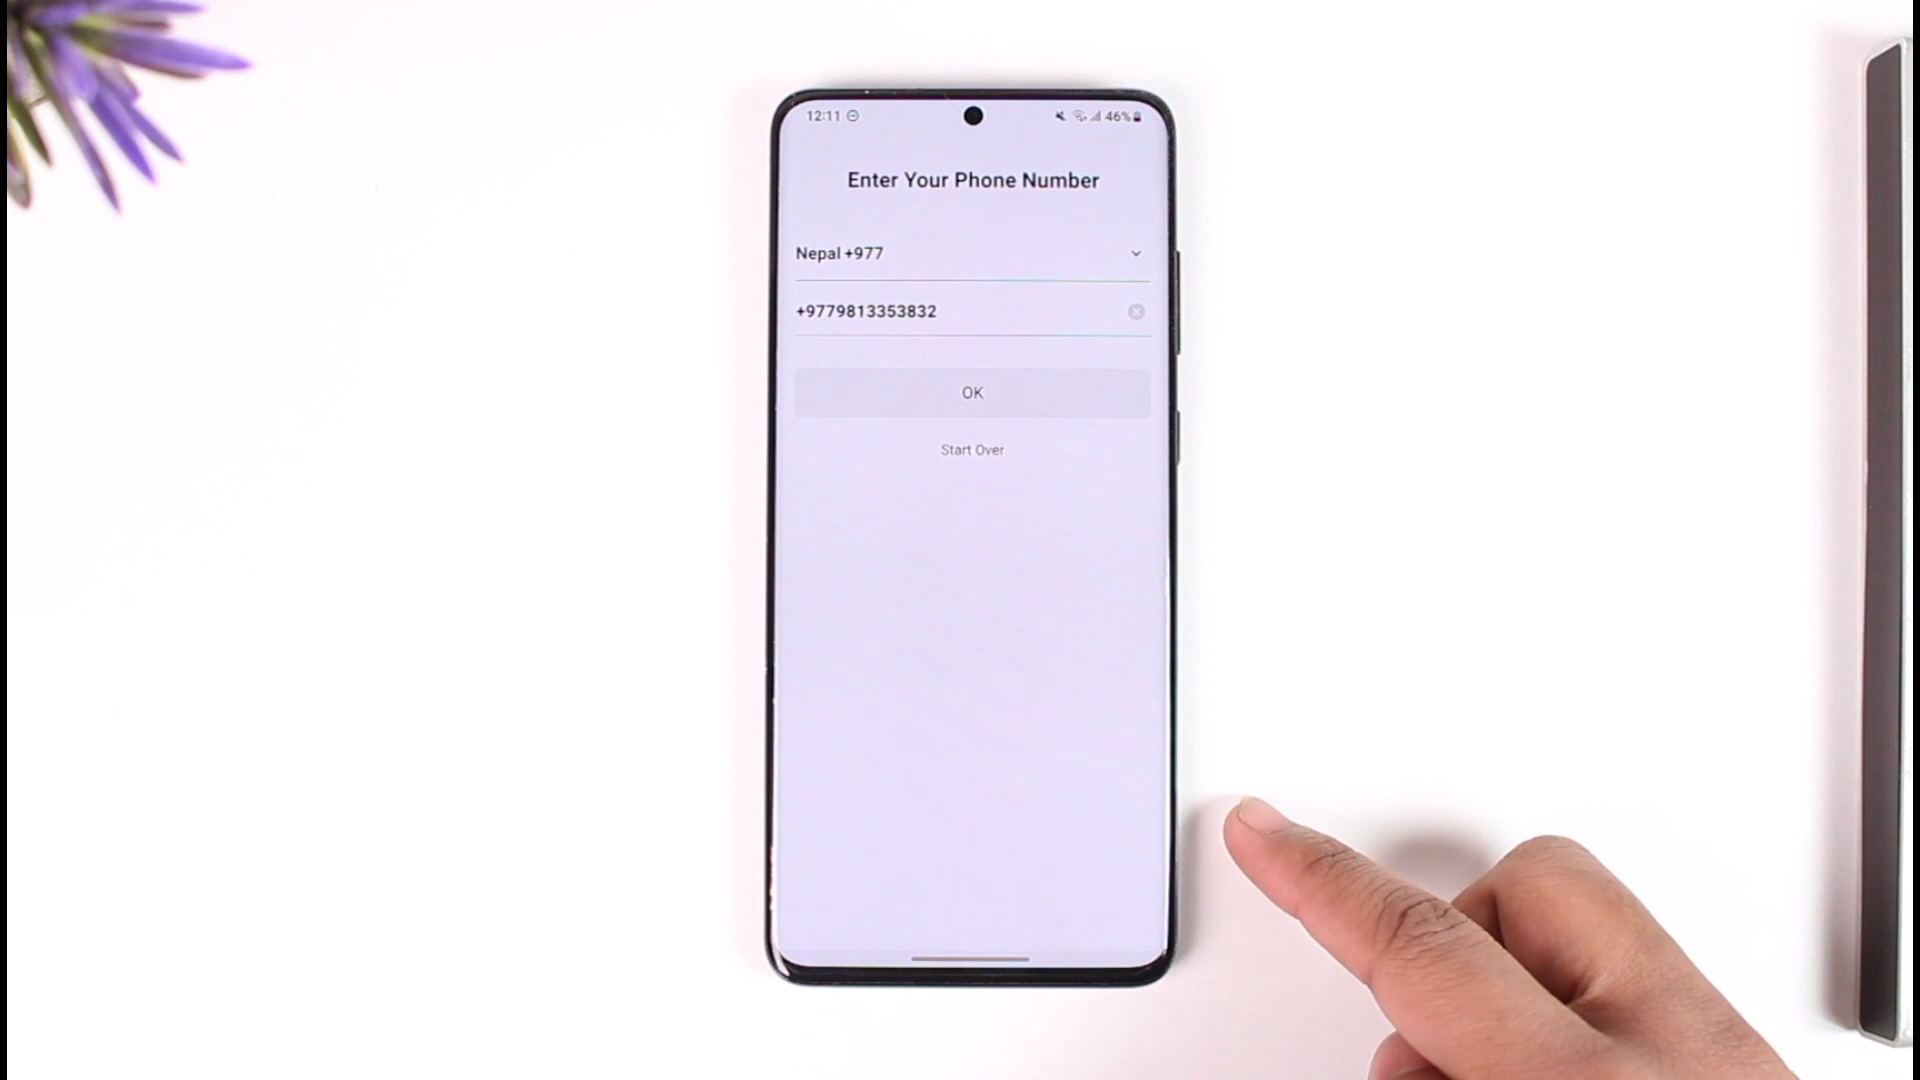 12:11 46%
Enter Your Phone Number
Nepal +977
+9779813353832
OK
Start Over